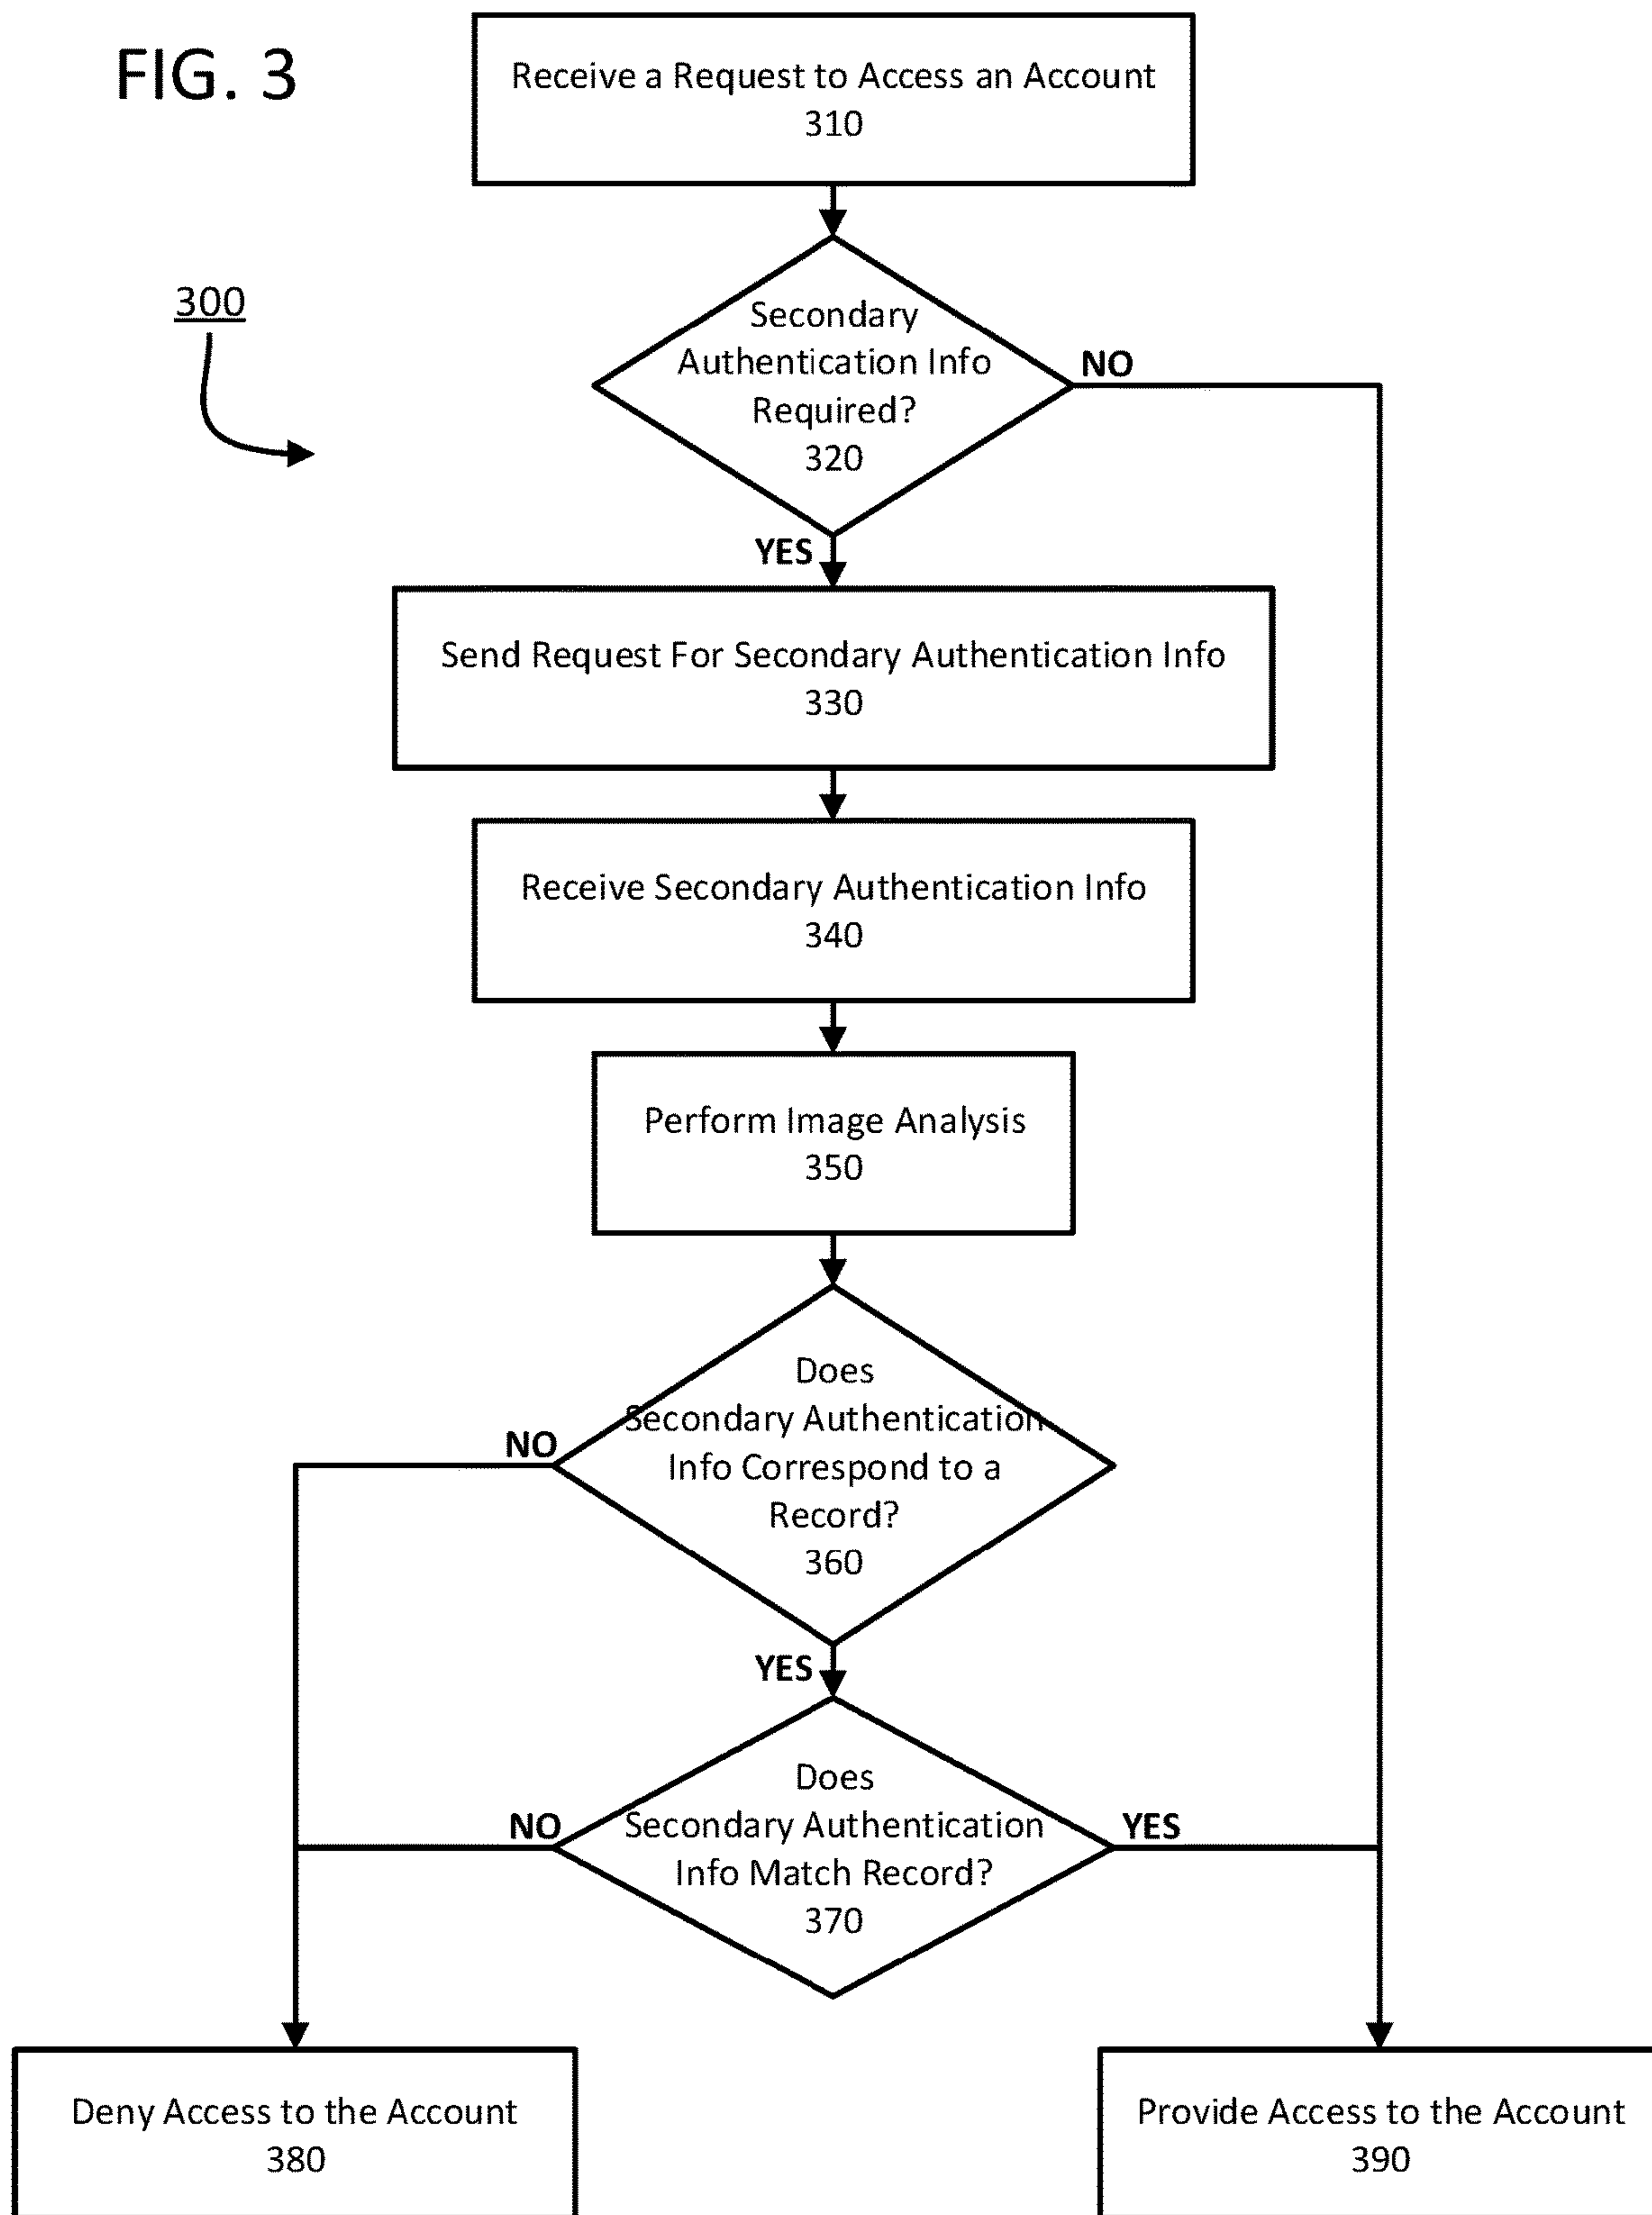 FIG. 3
Receive a Request to Access an Account
310
300
Secondary
Authentication Info
Required?
320
NO
YES
Send Request For Secondary Authentication Info
330
Receive Secondary Authentication Info
340
Perform Image Analysis
350
Does
Secondary Authentication
Info Correspond to a
Record?
360
NO
YES
Does
Secondary Authentication
Info Match Record?
370
NO
YES
Deny Access to the Account
380
Provide Access to the Account
390